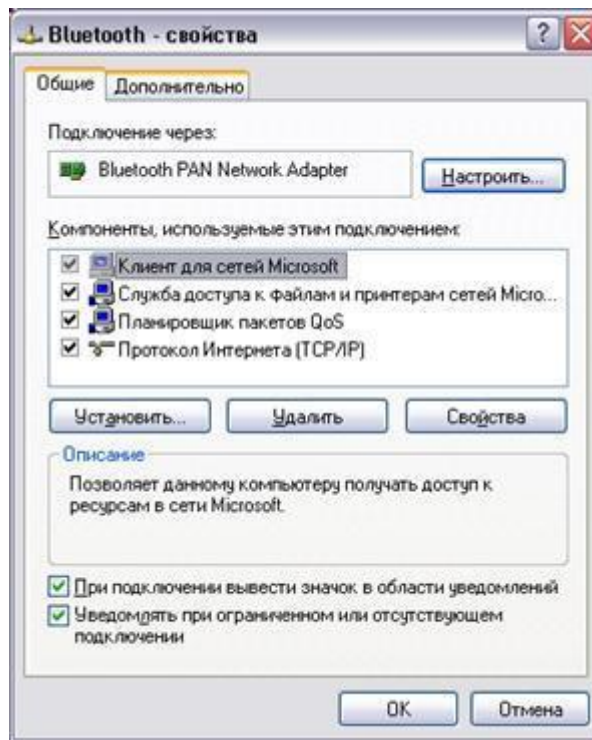 Bluetooth - свойства
Общие
Дополнительно
Подключение через:
Bluetooth PAN Network Adapter
Настроить...
Компоненты, используемые этим подключением:
Клиент для сетей Microsoft
Служба доступа к файлам и принтерам сетей Micro...
Планировщик пакетов QoS
Протокол Интернета (TCP/IP)
Установить...
Удалить
Свойства
Описание
Позволяет данному компьютеру получать доступ к
ресурсам в сети Microsoft.
При подключении вывести значок в области уведомлений
Уведомлять при ограниченном или отсутствующем
подключении
OK
Отмена